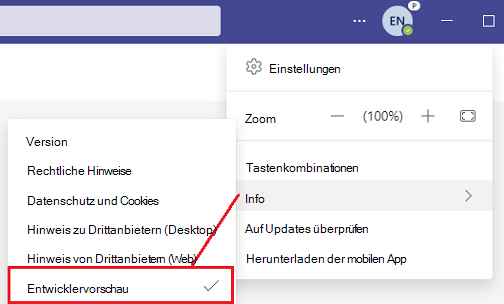 EN
P
Einstellungen
Zoom
(100%)
Tastenkombinationen
Info
Auf Updates überprüfen
Herunterladen der mobilen App
Version
Rechtliche Hinweise
Datenschutz und Cookies
Hinweis zu Drittanbietern (Desktop)
Hinweis von Drittanbietern (Web)
Entwicklervorschau